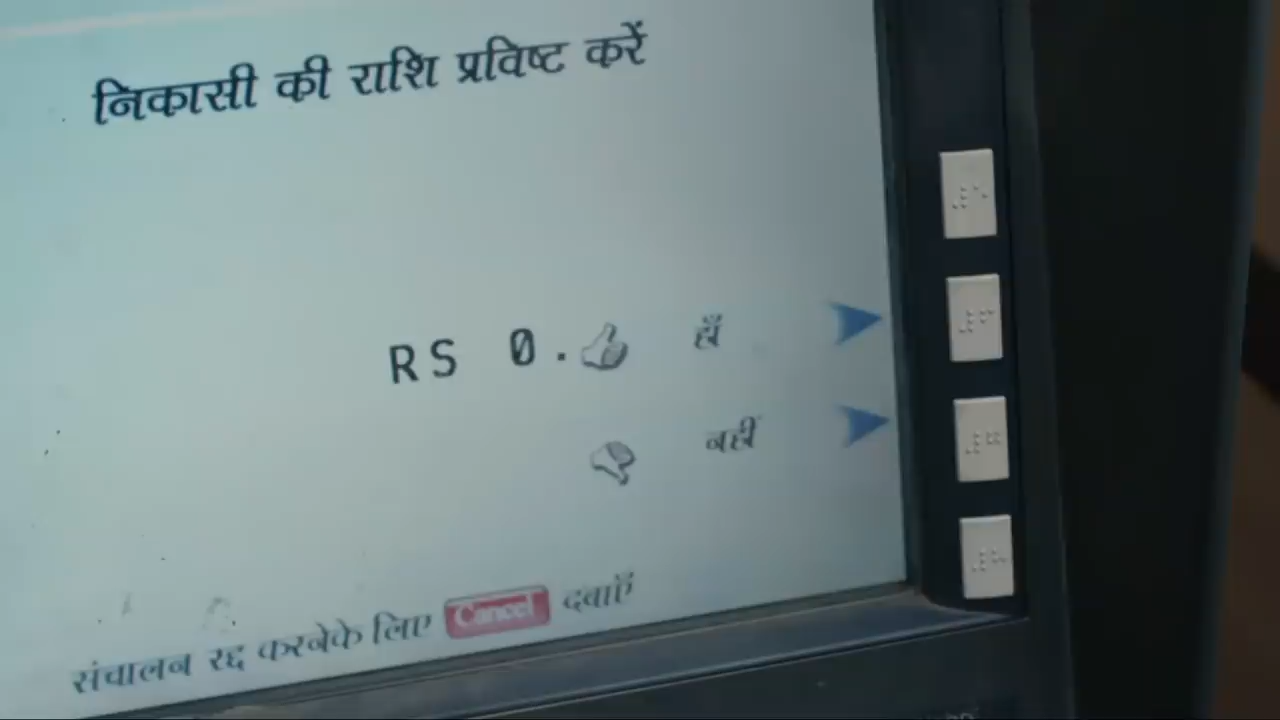 निकासी की राशि प्रविष्ट करें
RS 0. हाँ
नहीं
संचालन रद्द करनेके लिए Cancel दबाएँ